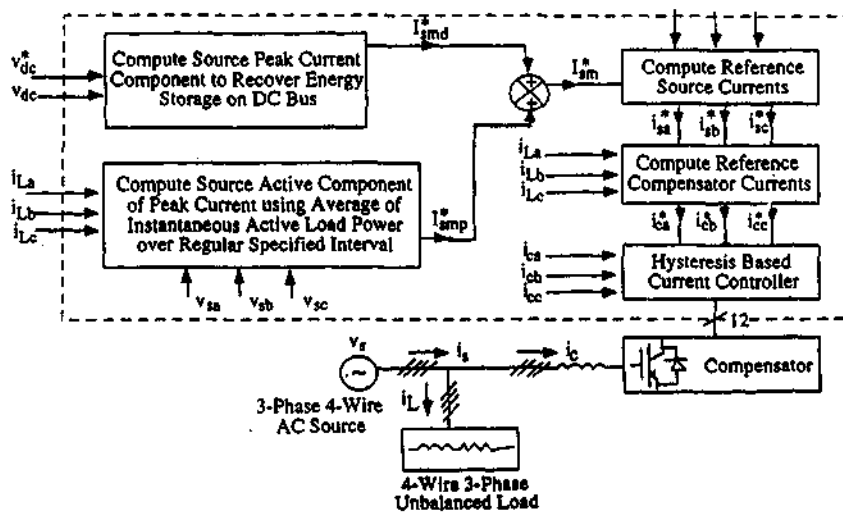 v*dc
vdc
Compute Source Peak Current
Component to Recover Energy
Storage on DC Bus
I*smd
I*sm
Compute Reference
Source Currents
i*sa i*sb i*sc
iLa
iLb
iLc
Compute Reference
Compensator Currents
i*ca i*cb i*cc
iLa
iLb
iLc
Compute Source Active Component
of Peak Current using Average of
Instantaneous Active Load Power
over Regular Specified Interval
I*smp
vsa vsb vsc
ica
icb
icc
Hysteresis Based
Current Controller
12
vs
~
is
ic
Compensator
3-Phase 4-Wire
AC Source
iL
4-Wire 3-Phase
Unbalanced Load